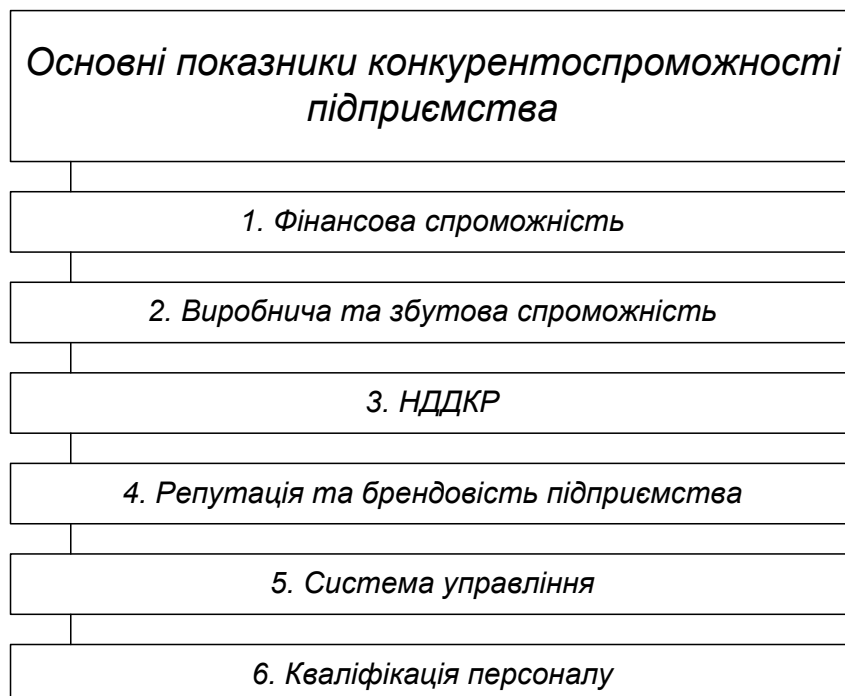 Основні показники конкурентоспроможності
підприємства
1. Фінансова спроможність
2. Виробнича та збутова спроможність
3. НДДКР
4. Репутація та брендовість підприємства
5. Система управління
6. Кваліфікація персоналу